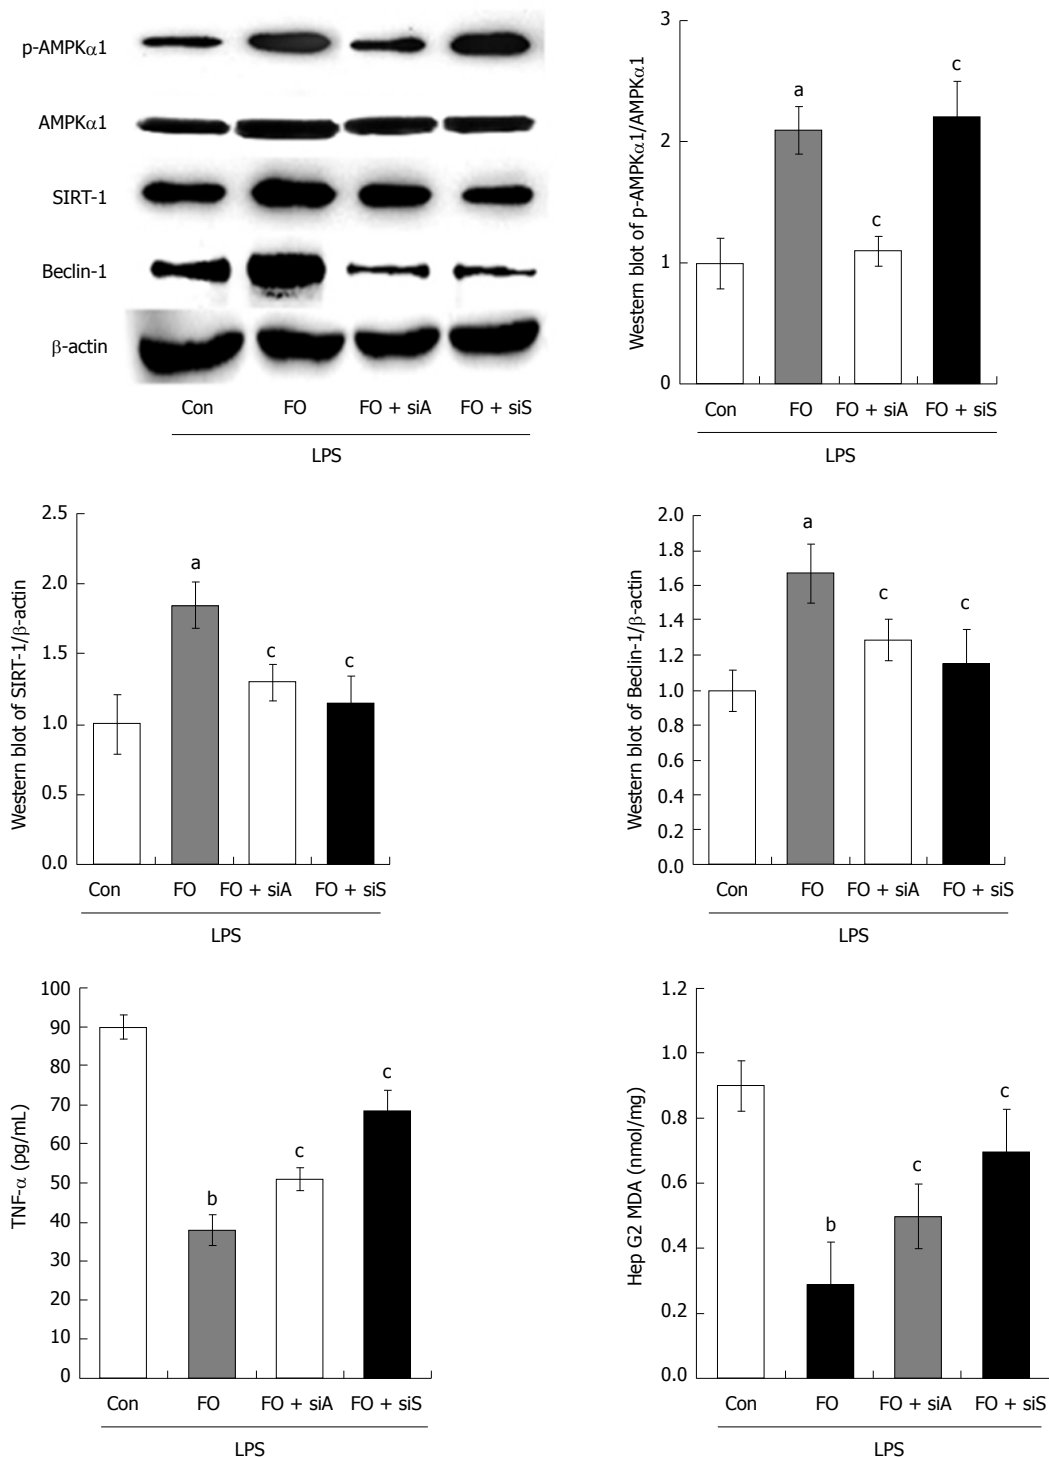 p-AMPKα1
AMPKα1
SIRT-1
Beclin-1
β-actin
Con FO FO + siA FO + siS
LPS
Western blot of p-AMPKα1/AMPKα1
3
2
1
0
a
c
c
Con FO FO + siA FO + siS
LPS
Western blot of SIRT-1/β-actin
2.5
2.0
1.5
1.0
0.5
0.0
a
c
c
Con FO FO + siA FO + siS
LPS
Western blot of Beclin-1/β-actin
2.0
1.8
1.6
1.4
1.2
1.0
0.8
0.6
0.4
0.2
0.0
a
c
c
Con FO FO + siA FO + siS
LPS
TNF-α (pg/mL)
100
90
80
70
60
50
40
30
20
10
0
b
c
c
Con FO FO + siA FO + siS
LPS
Hep G2 MDA (nmol/mg)
1.2
1.0
0.8
0.6
0.4
0.2
0.0
b
c
c
Con FO FO + siA FO + siS
LPS